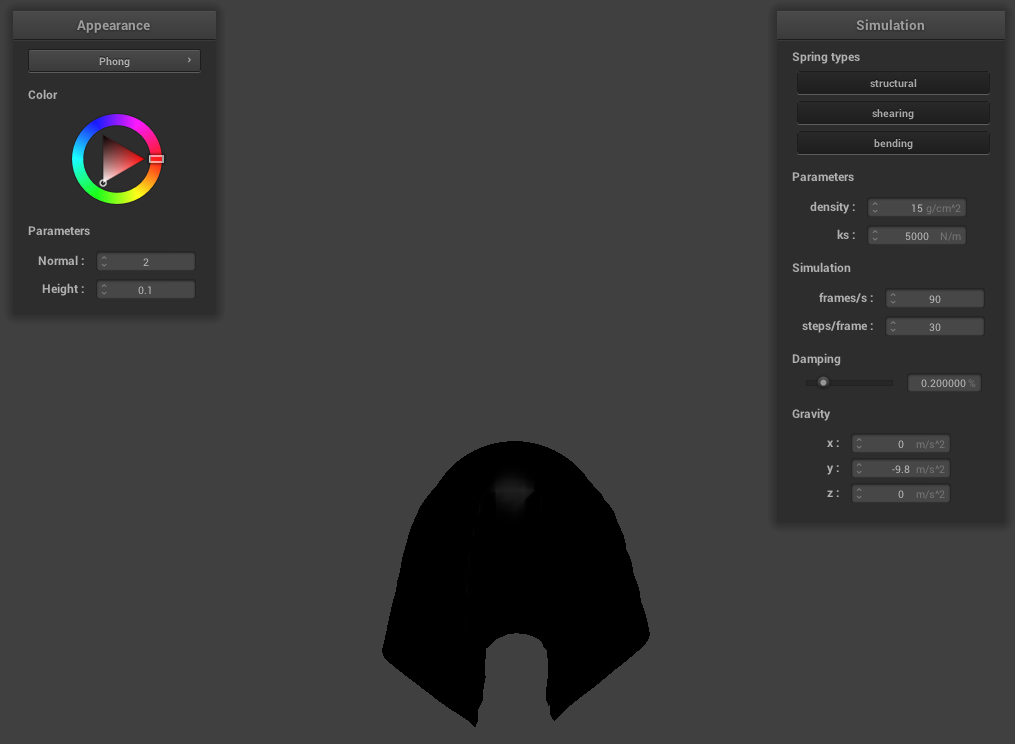 Appearance
Phong
Color
Parameters
Normal : 2
Height : 0.1
Simulation
Spring types
structural
shearing
bending
Parameters
density : 15 g/cm^2
ks : 5000 N/m
Simulation
frames/s : 90
steps/frame : 30
Damping
0.200000 %
Gravity
x : 0 m/s^2
y : -9.8 m/s^2
z : 0 m/s^2